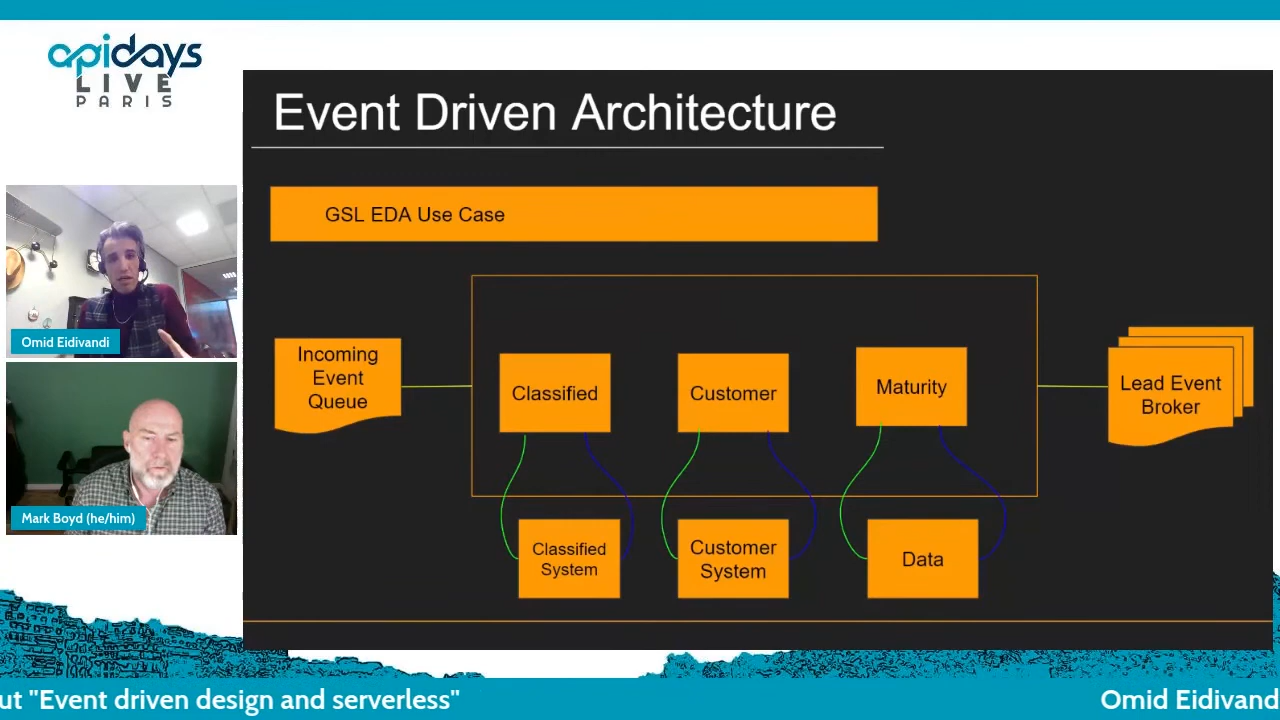 apidays
LIVE
PARIS
Event Driven Architecture
GSL EDA Use Case
Incoming
Event
Queue
Classified
Customer
Maturity
Lead Event
Broker
Classified
System
Customer
System
Data
Omid Eidivandi
Mark Boyd (he/him)
ut "Event driven design and serverless"
Omid Eidivand